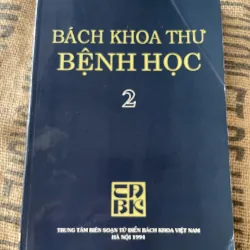 BÁCH KHOA THƯ
BỆNH HỌC
2
TĐ
BK
TRUNG TÂM BIÊN SOẠN TỪ ĐIỂN BÁCH KHOA VIỆT NAM
HÀ NỘI 1994